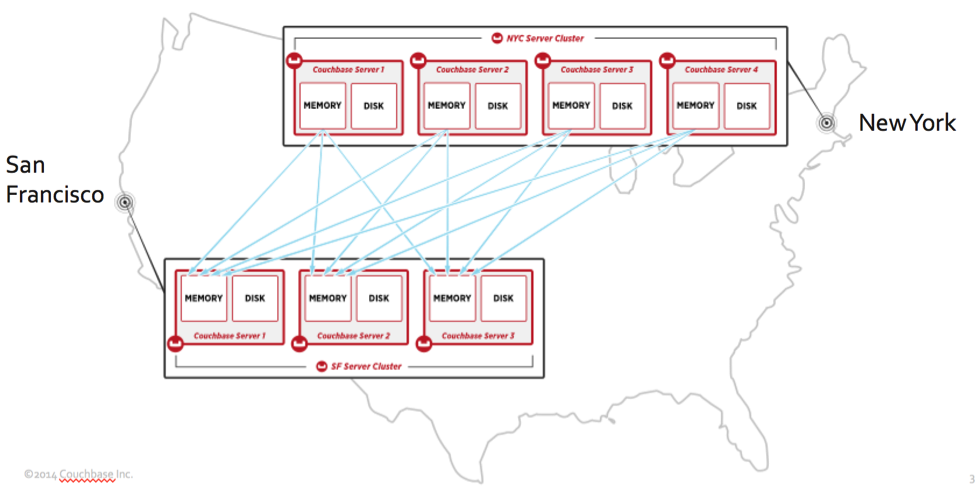 NYC Server Cluster
Couchbase Server 1
Couchbase Server 2
Couchbase Server 3
Couchbase Server 4
MEMORY
DISK
MEMORY
DISK
MEMORY
DISK
MEMORY
DISK
New York
San
Francisco
MEMORY
DISK
MEMORY
DISK
MEMORY
DISK
Couchbase Server 1
Couchbase Server 2
Couchbase Server 3
SF Server Cluster
©2014 Couchbase Inc.
3